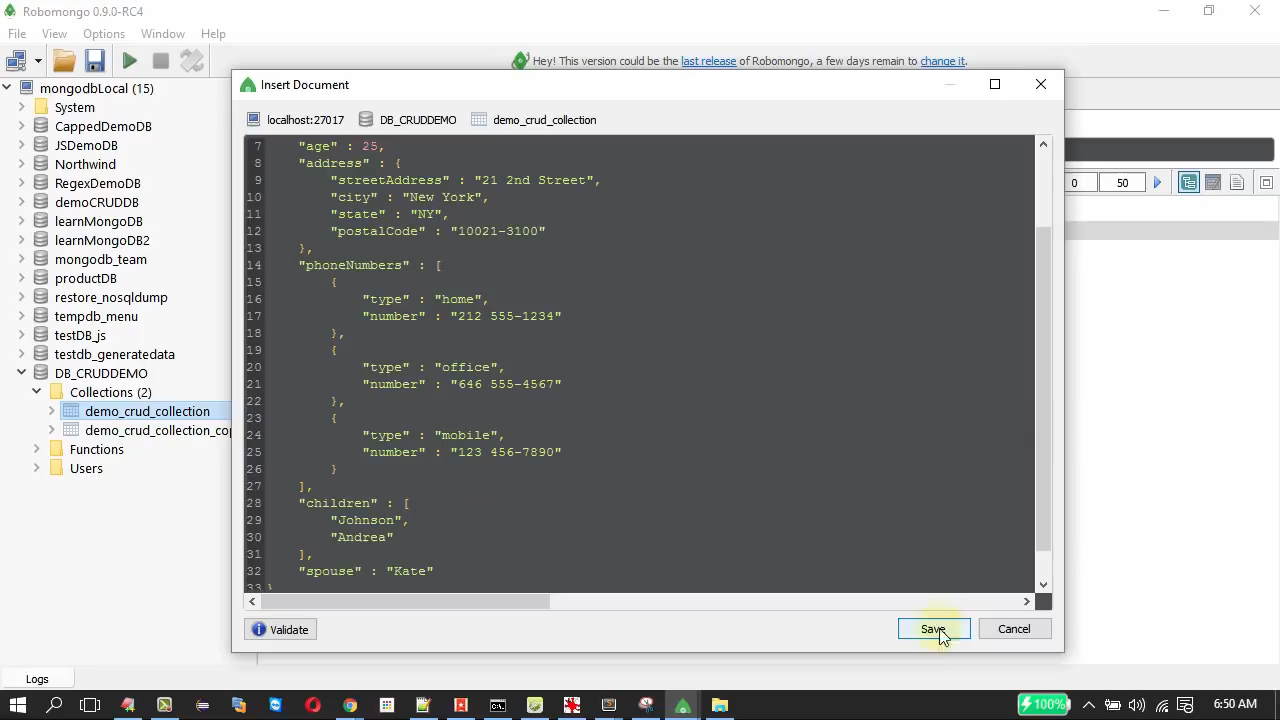 Robomongo 0.9.0-RC4
File View Options Window Help
Hey! This version could be the last release of Robomongo, a few days remain to change it.
mongodbLocal (15)
System
CappedDemoDB
JSDemoDB
Northwind
RegexDemoDB
demoCRUDDB
learnMongoDB
learnMongoDB2
mongodb_team
productDB
restore_nosqldump
tempdb_menu
testDB_js
testdb_generatedata
DB_CRUDDEMO
Collections (2)
demo_crud_collection
demo_crud_collection_cop
Functions
Users
Logs
Insert Document
localhost:27017 DB_CRUDDEMO demo_crud_collection
7 "age" : 25,
8 "address" : {
9 "streetAddress" : "21 2nd Street",
10 "city" : "New York",
11 "state" : "NY",
12 "postalCode" : "10021-3100"
13 },
14 "phoneNumbers" : [
15 {
16 "type" : "home",
17 "number" : "212 555-1234"
18 },
19 {
20 "type" : "office",
21 "number" : "646 555-4567"
22 },
23 {
24 "type" : "mobile",
25 "number" : "123 456-7890"
26 }
27 ],
28 "children" : [
29 "Johnson",
30 "Andrea"
31 ],
32 "spouse" : "Kate"
33 }
Validate Save Cancel
0 50
100% 6:50 AM